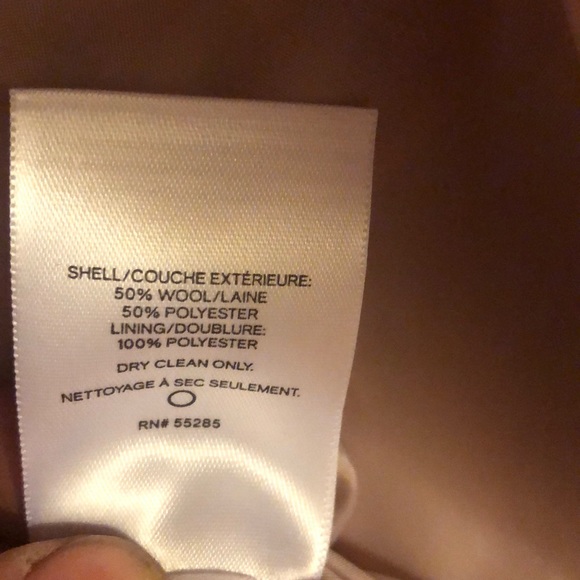 SHELL/COUCHE EXTÉRIEURE:
50% WOOL/LAINE
50% POLYESTER
LINING/DOUBLURE:
100% POLYESTER
DRY CLEAN ONLY.
NETTOYAGE À SEC SEULEMENT.
RN# 55285